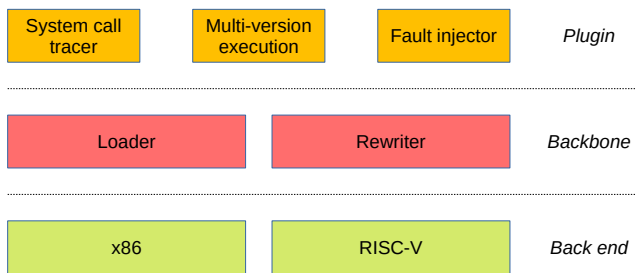 System call
tracer
Multi-version
execution
Fault injector
Plugin
Loader
Rewriter
Backbone
x86
RISC-V
Back end